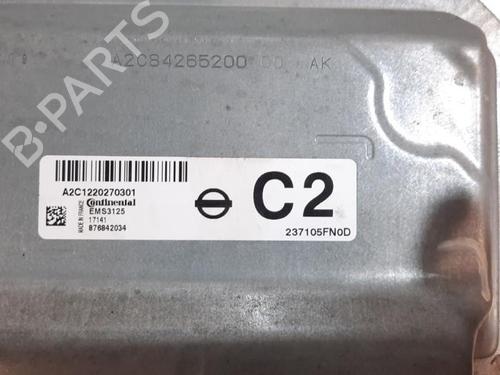 A2C84265200 00 AK
B-PARTS
A2C1220270301
MADE IN FRANCE
Continental
EMS3125
17141
876842034
C2
237105FN0D